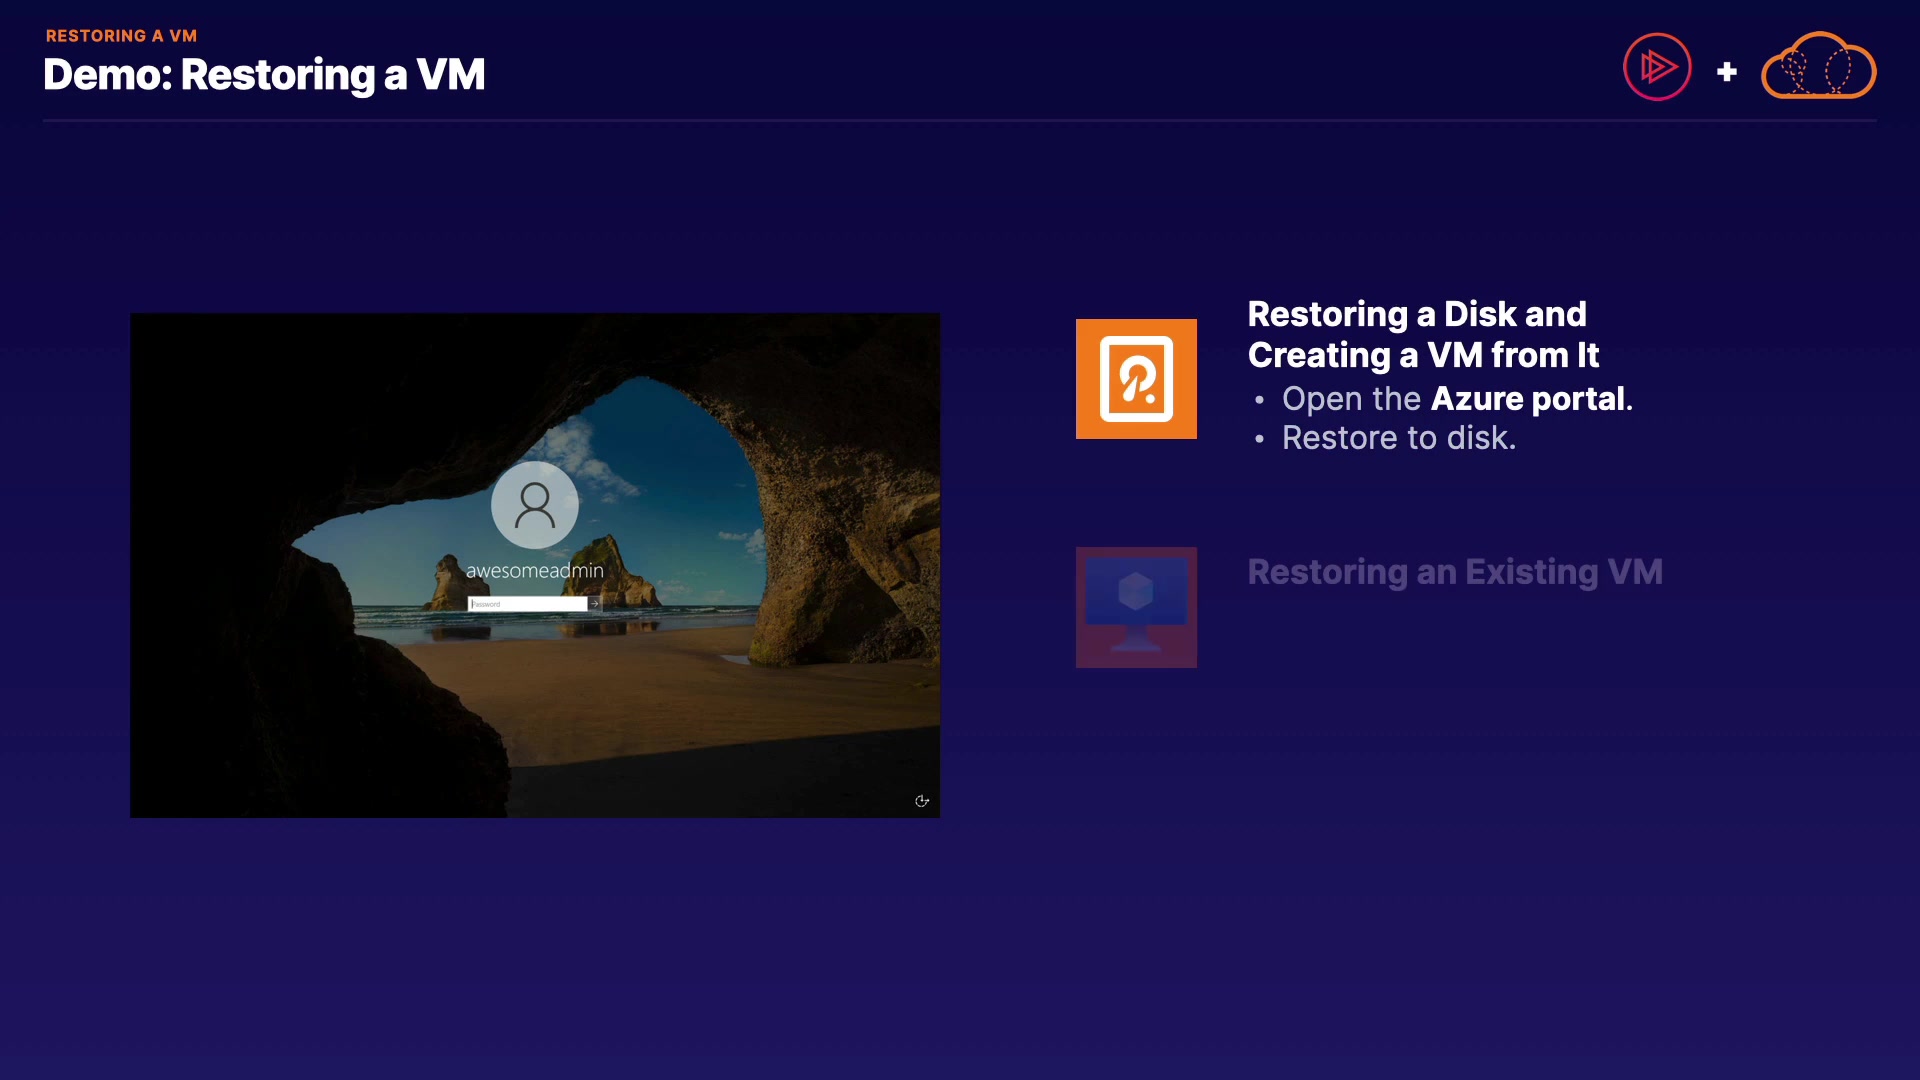 RESTORING A VM
Demo: Restoring a VM
awesomeadmin
Password
Restoring a Disk and
Creating a VM from It
• Open the Azure portal.
• Restore to disk.
Restoring an Existing VM